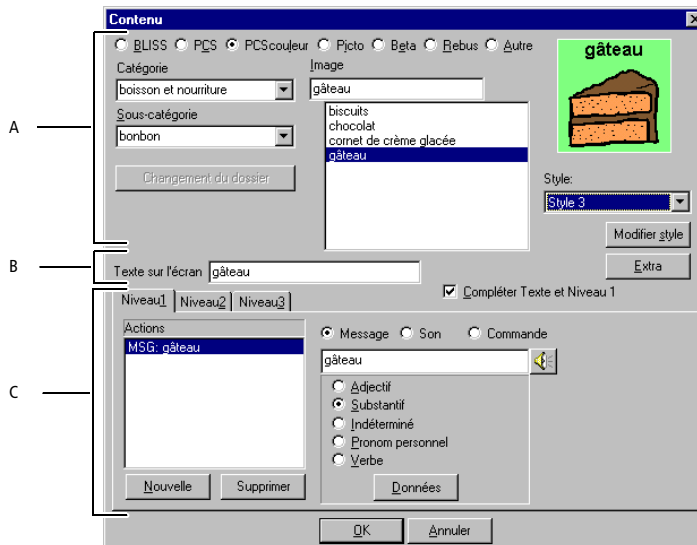 Contenu
BLISS PCS PCScouleur Picto Beta Rebus Autre
gâteau
Catégorie
Image
boisson et nourriture
gâteau
Sous-catégorie
bonbon
biscuits
chocolat
cornet de crème glacée
gâteau
Changement du dossier
Style:
Style 3
Modifier style
Extra
A
B
Texte sur l'écran gâteau
Compléter Texte et Niveau 1
C
Niveau1 Niveau2 Niveau3
Actions
MSG: gâteau
Message Son Commande
gâteau
Adjectif
Substantif
Indéterminé
Pronom personnel
Verbe
Nouvelle Supprimer Données
OK Annuler